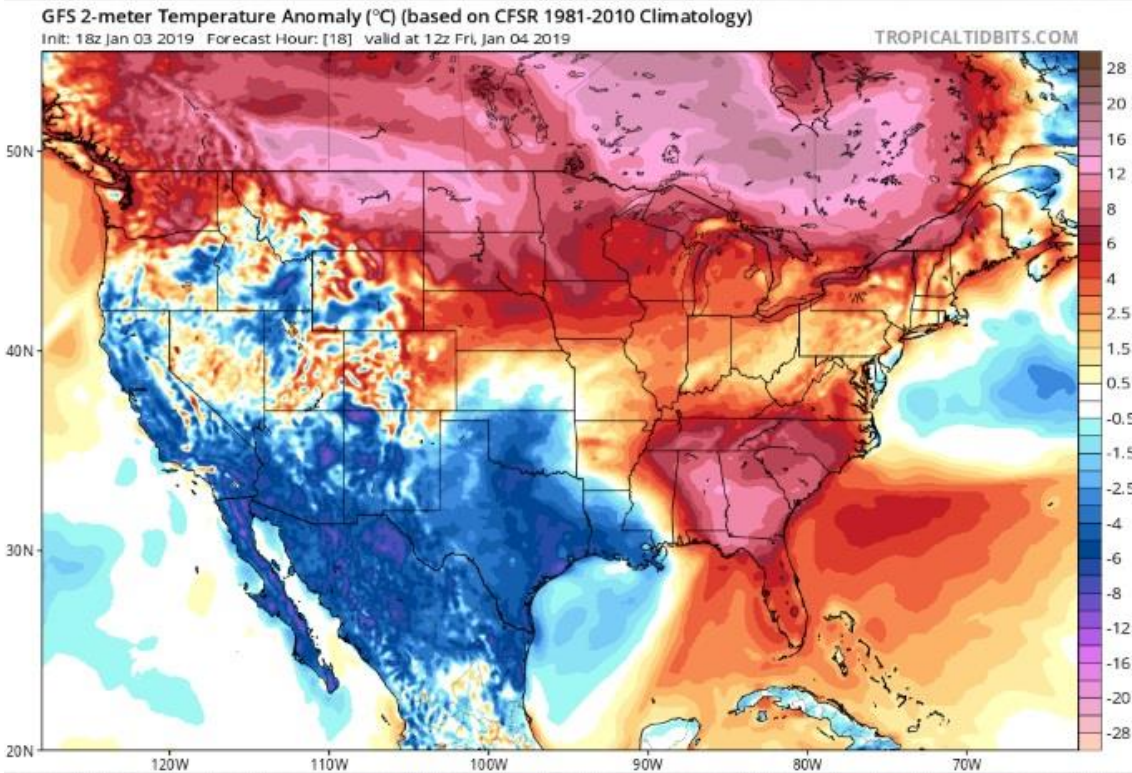 GFS 2-meter Temperature Anomaly (°C) (based on CFSR 1981-2010 Climatology)
Init: 18z Jan 03 2019 Forecast Hour: [18] valid at 12z Fri, Jan 04 2019 TROPICALTIDBITS.COM
28
20
16
12
8
6
4
2.5
1.5
0.5
-0.5
-1.5
-2.5
-4
-6
-8
-12
-16
-20
-28
50N
40N
30N
20N
120W 110W 100W 90W 80W 70W